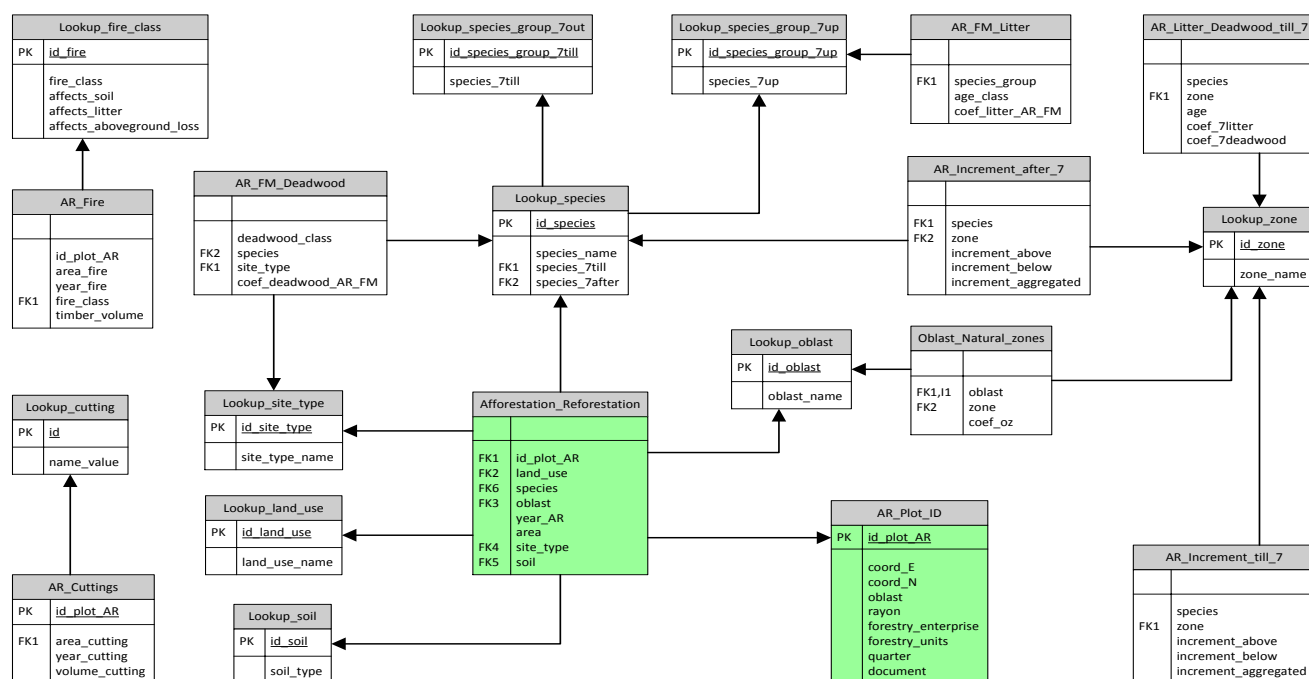 Lookup_fire_class
PK id_fire
fire_class
affects_soil
affects_litter
affects_aboveground_loss
Lookup_species_group_7out
PK id_species_group_7till
species_7till
Lookup_species_group_7up
PK id_species_group_7up
species_7up
AR_FM_Litter
FK1 species_group
age_class
coef_litter_AR_FM
AR_Litter_Deadwood_till_7
species
FK1 zone
age
coef_7litter
coef_7deadwood
AR_Fire
id_plot_AR
area_fire
year_fire
FK1 fire_class
timber_volume
AR_FM_Deadwood
deadwood_class
FK2 species
FK1 site_type
coef_deadwood_AR_FM
Lookup_species
PK id_species
species_name
FK1 species_7till
FK2 species_7after
AR_Increment_after_7
FK1 species
FK2 zone
increment_above
increment_below
increment_aggregated
Lookup_zone
PK id_zone
zone_name
Lookup_oblast
PK id_oblast
oblast_name
Oblast_Natural_zones
FK1,I1 oblast
FK2 zone
coef_oz
Lookup_cutting
PK id
name_value
Lookup_site_type
PK id_site_type
site_type_name
Afforestation_Reforestation
FK1 id_plot_AR
FK2 land_use
FK6 species
FK3 oblast
year_AR
area
FK4 site_type
FK5 soil
Lookup_land_use
PK id_land_use
land_use_name
AR_Plot_ID
PK id_plot_AR
coord_E
coord_N
oblast
rayon
forestry_enterprise
forestry_units
quarter
document
AR_Cuttings
PK id_plot_AR
FK1 area_cutting
year_cutting
volume_cutting
Lookup_soil
PK id_soil
soil_type
AR_Increment_till_7
species
FK1 zone
increment_above
increment_below
increment_aggregated